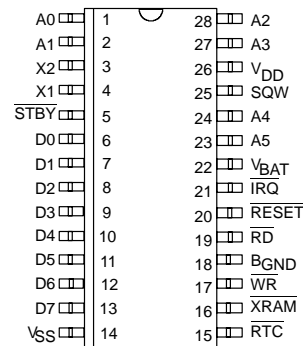 A0 1 28 A2
A1 2 27 A3
X2 3 26 VDD
X1 4 25 SQW
STBY 5 24 A4
D0 6 23 A5
D1 7 22 VBAT
D2 8 21 IRQ
D3 9 20 RESET
D4 10 19 RD
D5 11 18 BGND
D6 12 17 WR
D7 13 16 XRAM
VSS 14 15 RTC